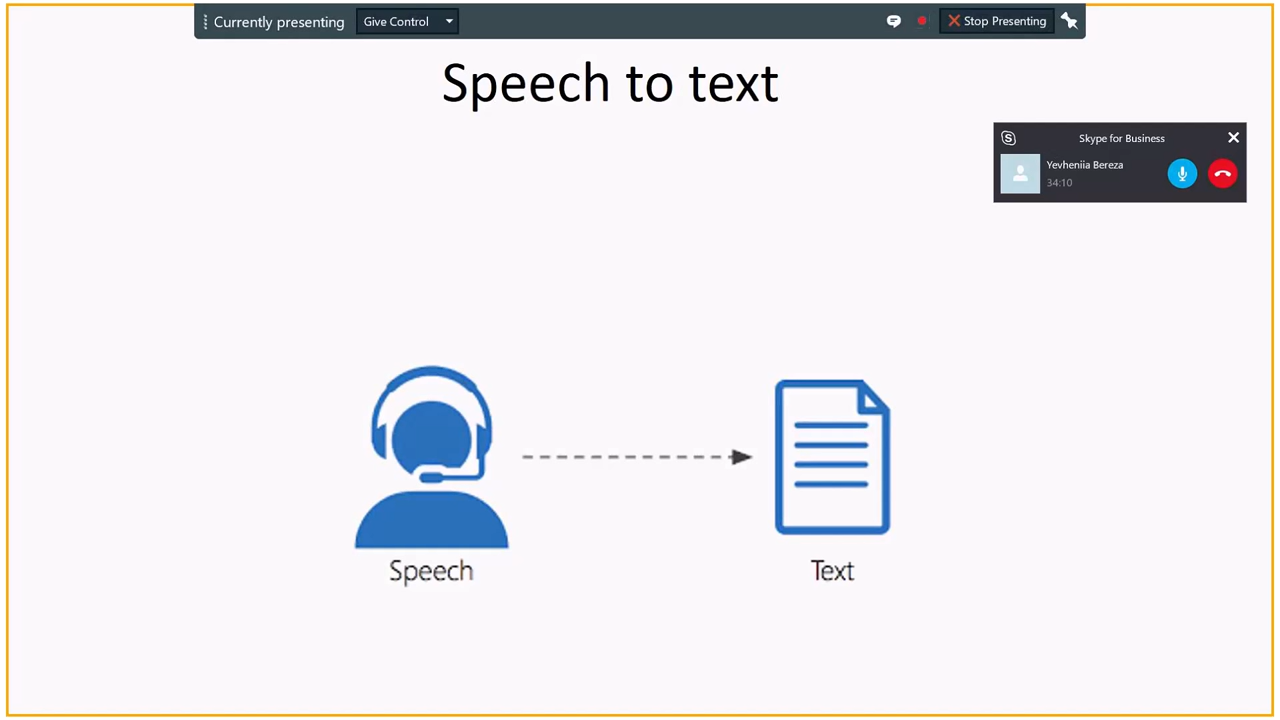 Currently presenting
Give Control
Stop Presenting
Speech to text
Skype for Business
Yevheniia Bereza
34:10
Speech
Text